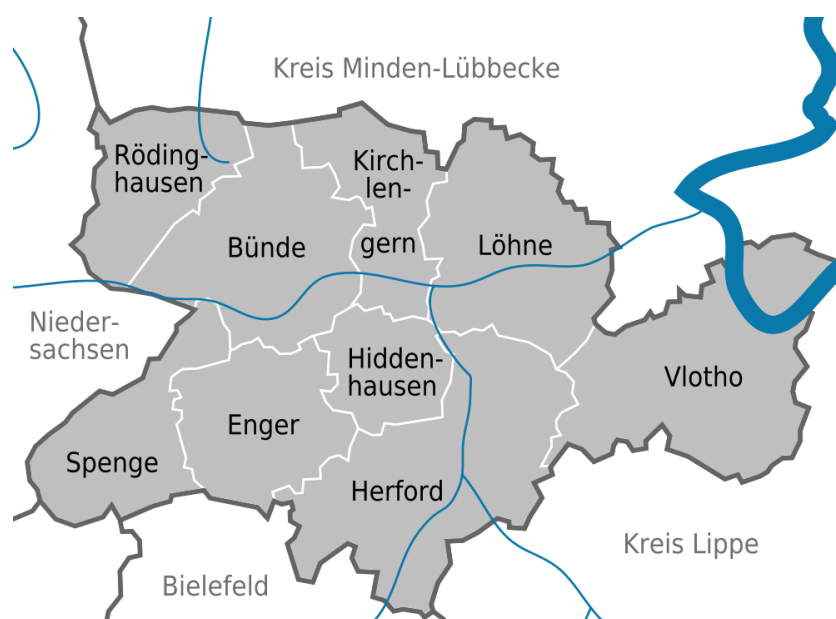 Kreis Minden-Lübbecke
Röding-
hausen
Kirch-
len-
gern
Bünde
Löhne
Nieder-
sachsen
Hidden-
hausen
Vlotho
Enger
Spenge
Herford
Kreis Lippe
Bielefeld